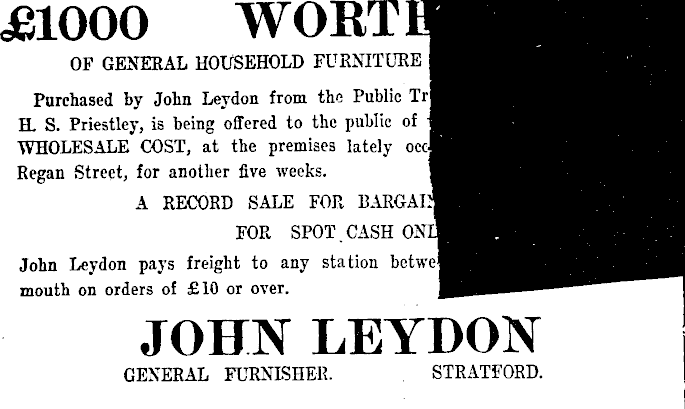 £1000 WORTH
OF GENERAL HOUSEHOLD FURNITURE
Purchased by John Leydon from the Public
H. S. Priestley, is being offered to the public of
WHOLESALE COST, at the premises lately
Regan Street, for another five weeks.
A RECORD SALE FOR
FOR SPOT CASH
John Leydon pays freight to any station
mouth on orders of £10 or over.
JOHN LEYDON
GENERAL FURNISHER. STRATFORD.